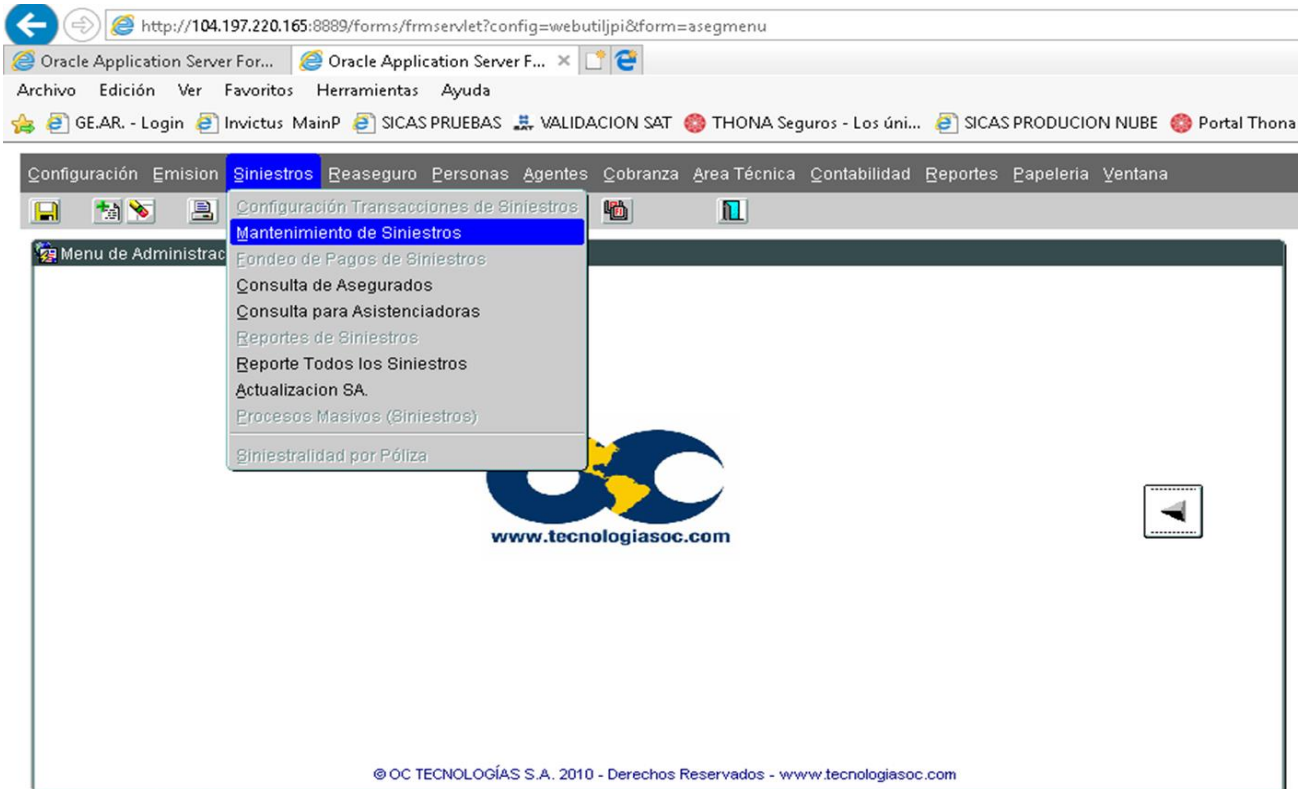 http://104.197.220.165:8889/forms/frmservlet?config=webutiljpi&form=asegmenu
Oracle Application Server For... Oracle Application Server F...
Archivo Edición Ver Favoritos Herramientas Ayuda
GE.AR. - Login Invictus MainP SICAS PRUEBAS VALIDACION SAT THONA Seguros - Los úni... SICAS PRODUCION NUBE Portal Thona
Configuración Emision Siniestros Reaseguro Personas Agentes Cobranza Area Técnica Contabilidad Reportes Papeleria Ventana
Configuración Transacciones de Siniestros
Mantenimiento de Siniestros
Menu de Administrac
Fondeo de Pagos de Siniestros
Consulta de Asegurados
Consulta para Asistenciadoras
Reportes de Siniestros
Reporte Todos los Siniestros
Actualizacion SA.
Procesos Masivos (Siniestros)
Siniestralidad por Póliza
www.tecnologiasoc.com
© OC TECNOLOGÍAS S.A. 2010 - Derechos Reservados - www.tecnologiasoc.com